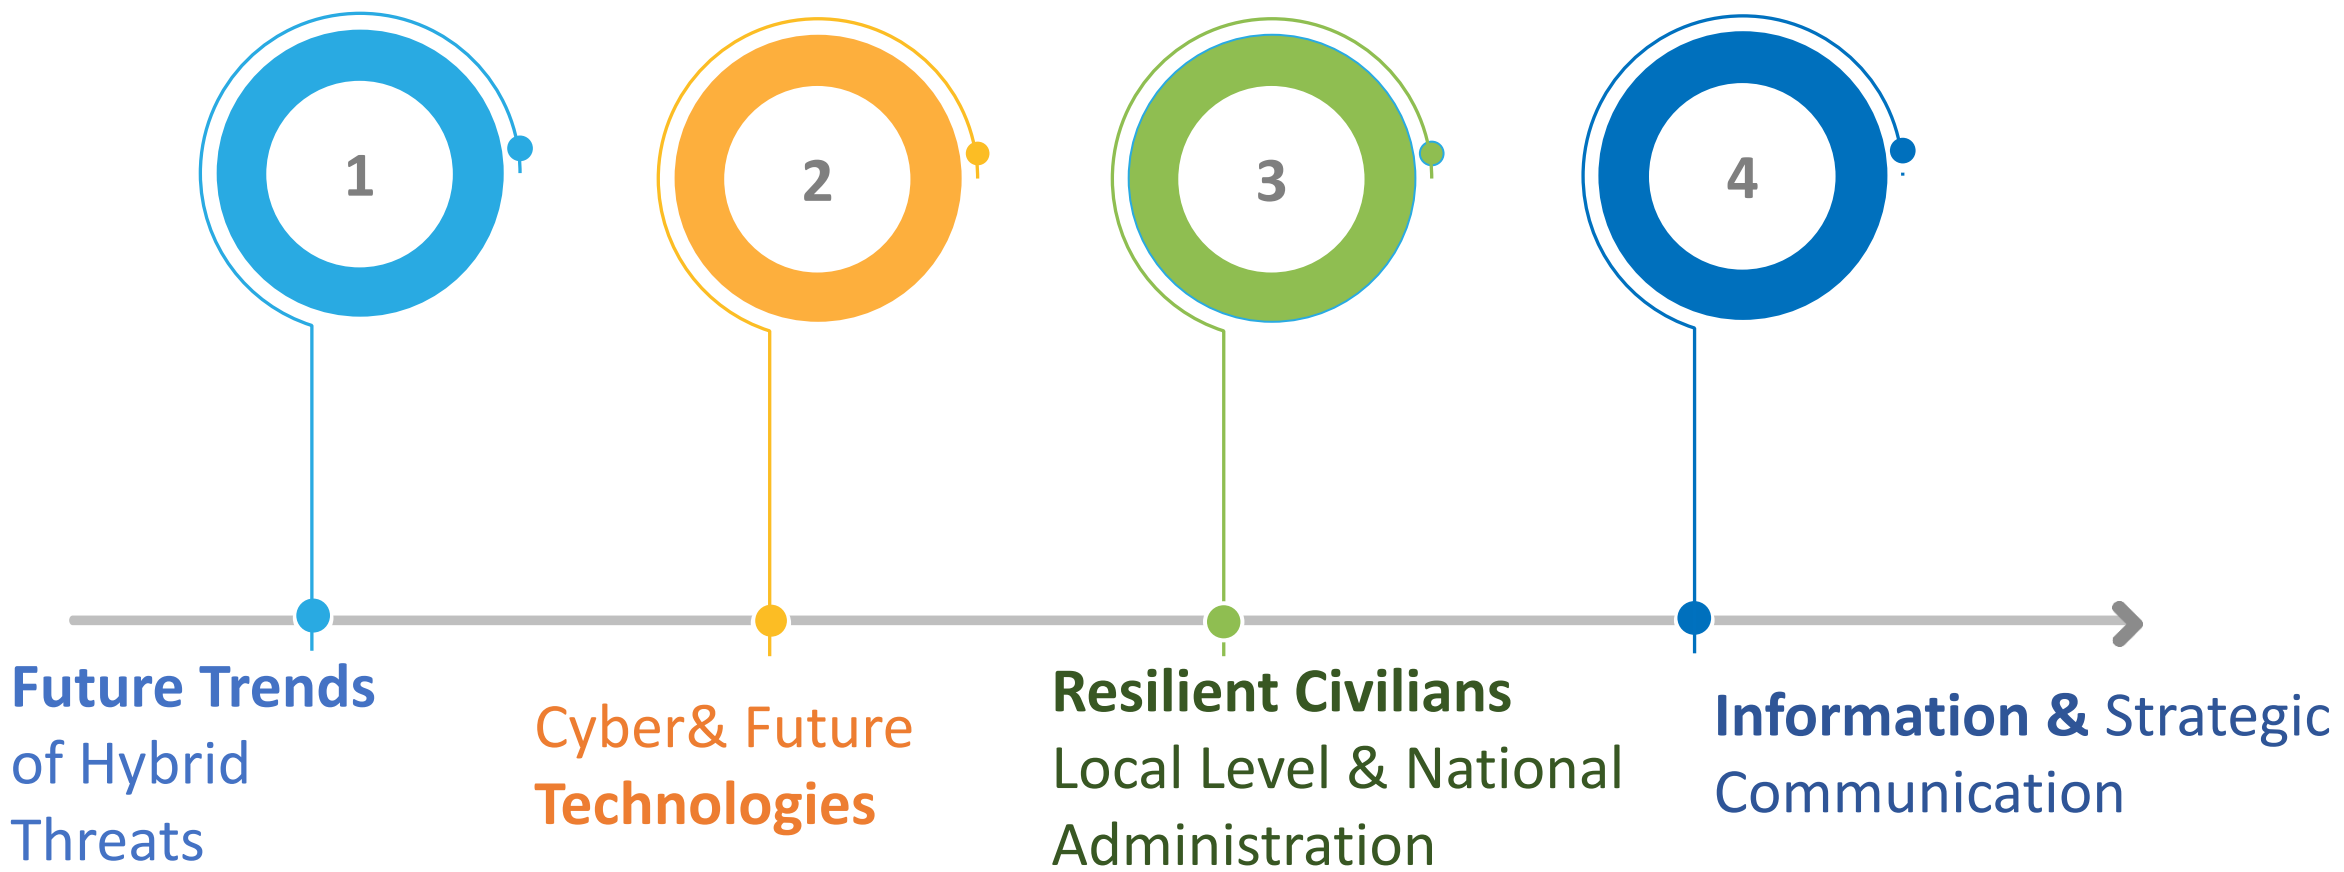 1
2
3
4
Future Trends
of Hybrid
Threats
Cyber& Future
Technologies
Resilient Civilians
Local Level & National
Administration
Information & Strategic
Communication